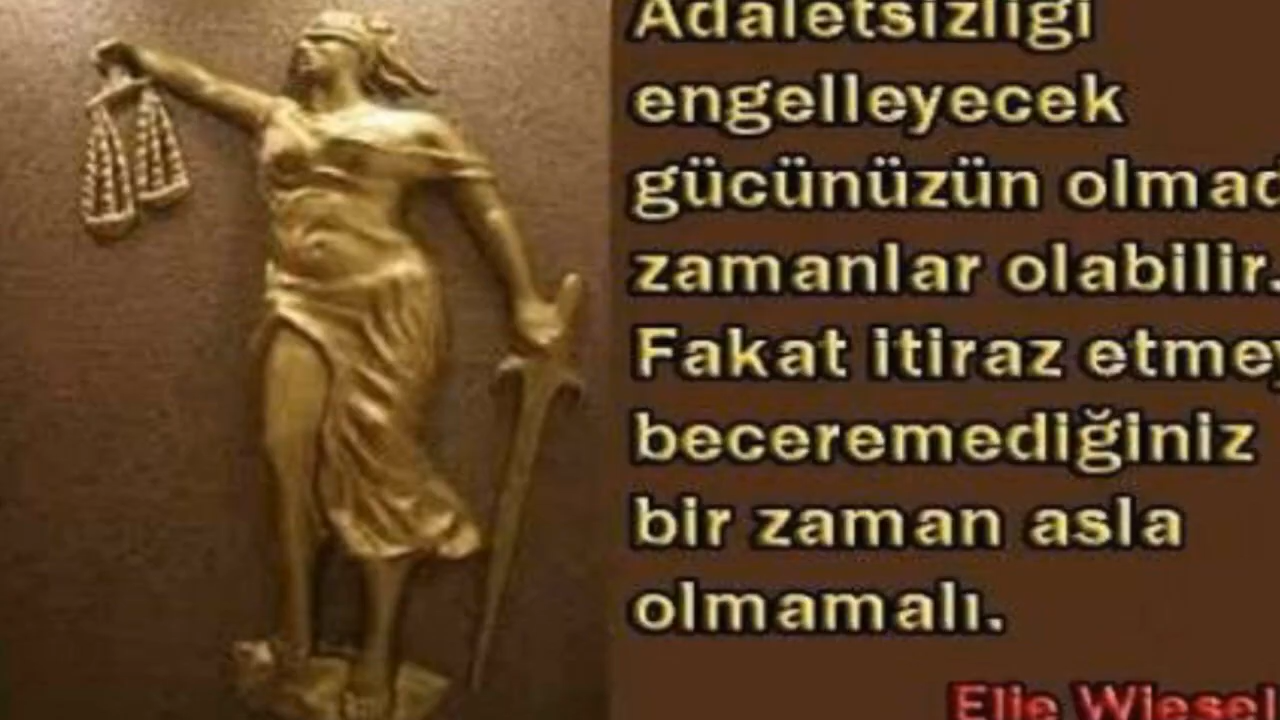 Adaletsizliği
engelleyecek
gücünüzün olmad
zamanlar olabilir.
Fakat itiraz etmey
beceremediğiniz
bir zaman asla
olmamalı.
Elie Wiesel